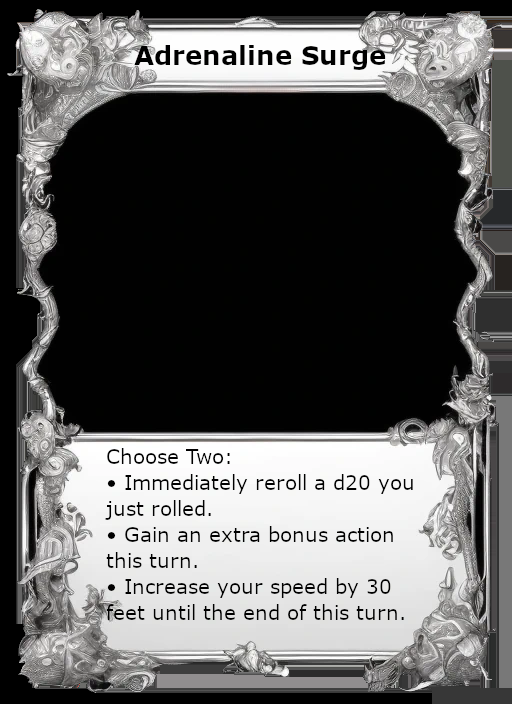 Adrenaline Surge
Choose Two:
• Immediately reroll a d20 you
just rolled.
• Gain an extra bonus action
this turn.
• Increase your speed by 30
feet until the end of this turn.